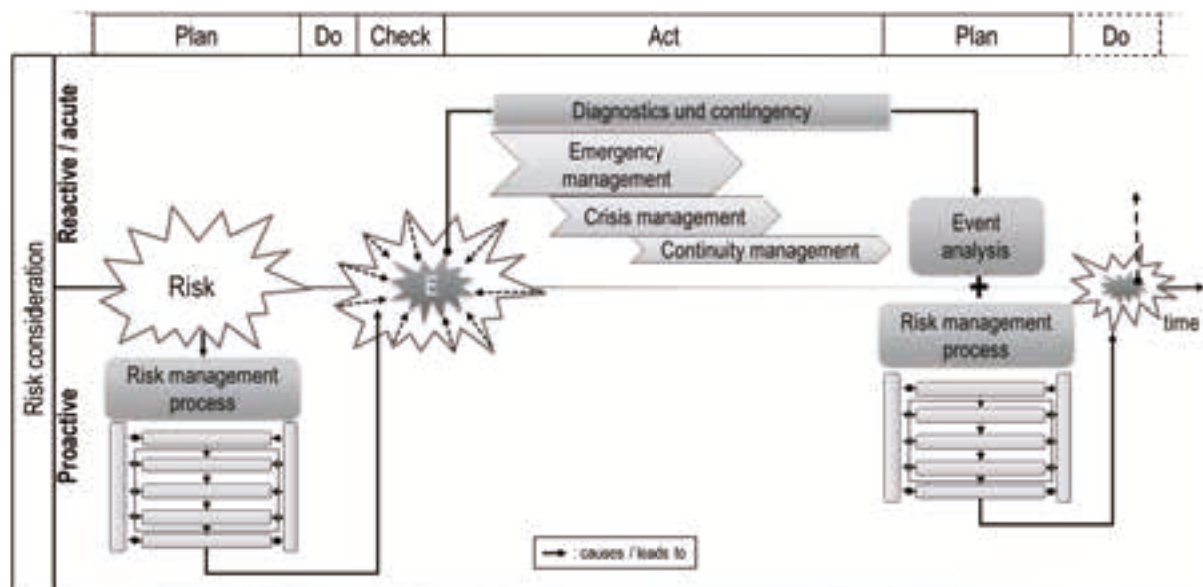 Plan Do Check Act Plan Do
Risk consideration
Reactive / acute
Proactive
Diagnostics und contingency
Emergency
management
Crisis management
Continuity management
Event
analysis
Risk
E
time
Risk management
process
Risk management
process
: causes / leads to